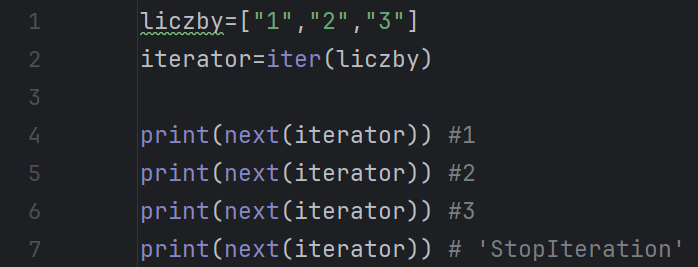 1 liczby=["1","2","3"]
2 iterator=iter(liczby)
3
4 print(next(iterator)) #1
5 print(next(iterator)) #2
6 print(next(iterator)) #3
7 print(next(iterator)) # 'StopIteration'